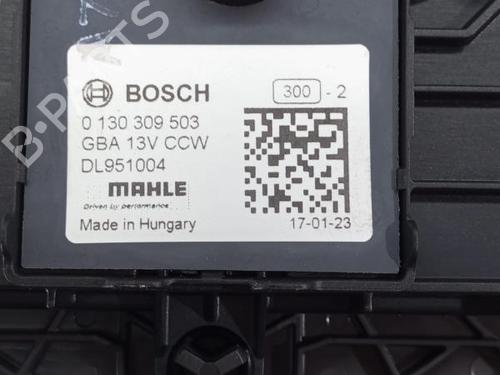 B-PARTS
BOSCH
300 - 2
0 130 309 503
GBA 13V CCW
DL951004
MAHLE
Driven by performance
Made in Hungary
17-01-23